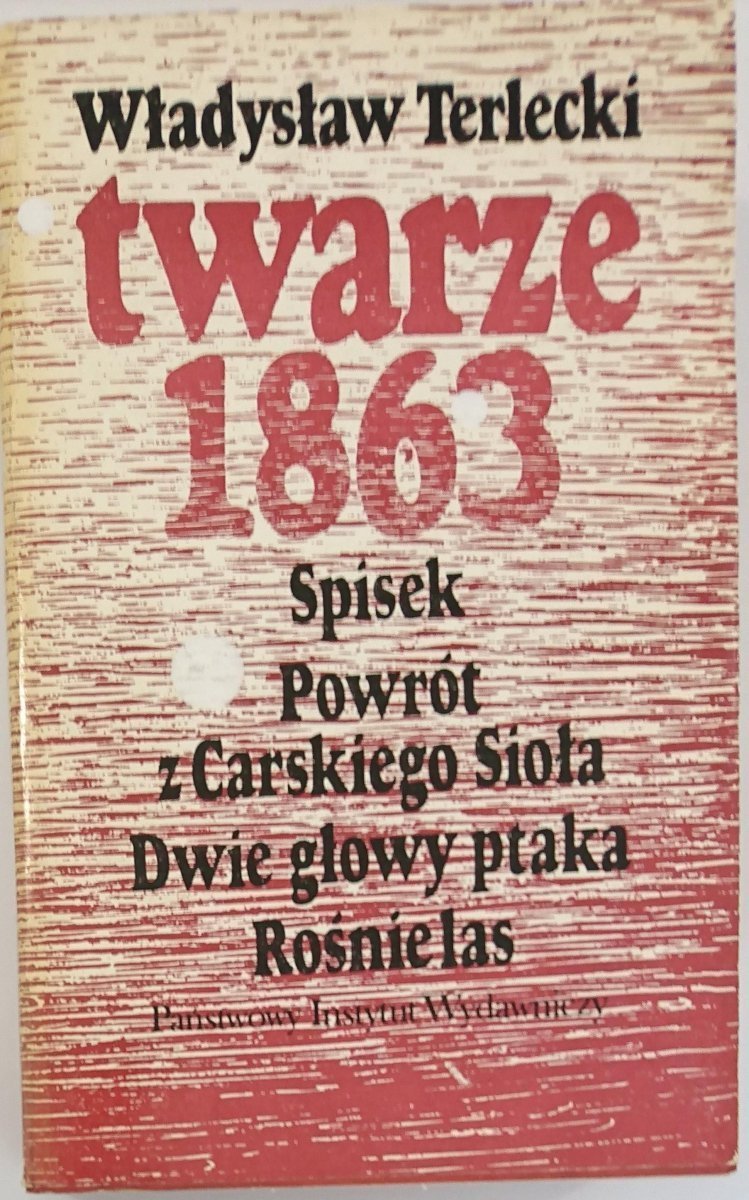 Władysław Terlecki
twarze
1863
Spisek
Powrót
z Carskiego Sioła
Dwie głowy ptaka
Rośnie las
Państwowy Instytut Wydawniczy